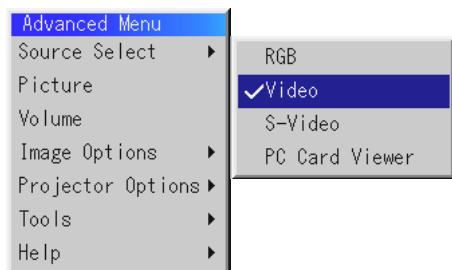 Advanced Menu
Source Select
Picture
Volume
Image Options
Projector Options
Tools
Help
RGB
Video
S-Video
PC Card Viewer